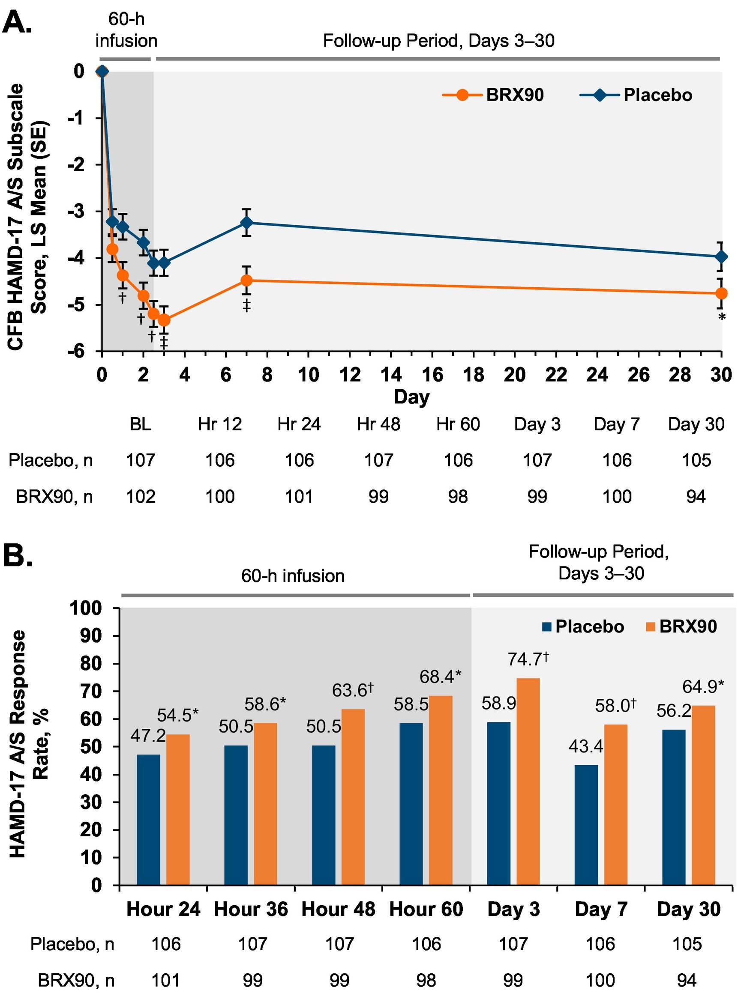 A.
60-h
infusion
Follow-up Period, Days 3–30
CFB HAMD-17 A/S Subscale
Score, LS Mean (SE)
0
-1
-2
-3
-4
-5
-6
BRX90
Placebo
†
†
†
‡
‡
*
0 2 4 6 8 10 12 14 16 18 20 22 24 26 28 30
Day
BL Hr 12 Hr 24 Hr 48 Hr 60 Day 3 Day 7 Day 30
Placebo, n 107 106 106 107 106 107 106 105
BRX90, n 102 100 101 99 98 99 100 94
B.
60-h infusion
Follow-up Period,
Days 3–30
HAMD-17 A/S Response
Rate, %
100
90
80
70
60
50
40
30
20
10
0
Placebo
BRX90
47.2 54.5*
50.5 58.6*
50.5 63.6†
58.5 68.4*
58.9 74.7†
43.4 58.0†
56.2 64.9*
Hour 24 Hour 36 Hour 48 Hour 60 Day 3 Day 7 Day 30
Placebo, n 106 107 107 106 107 106 105
BRX90, n 101 99 99 98 99 100 94